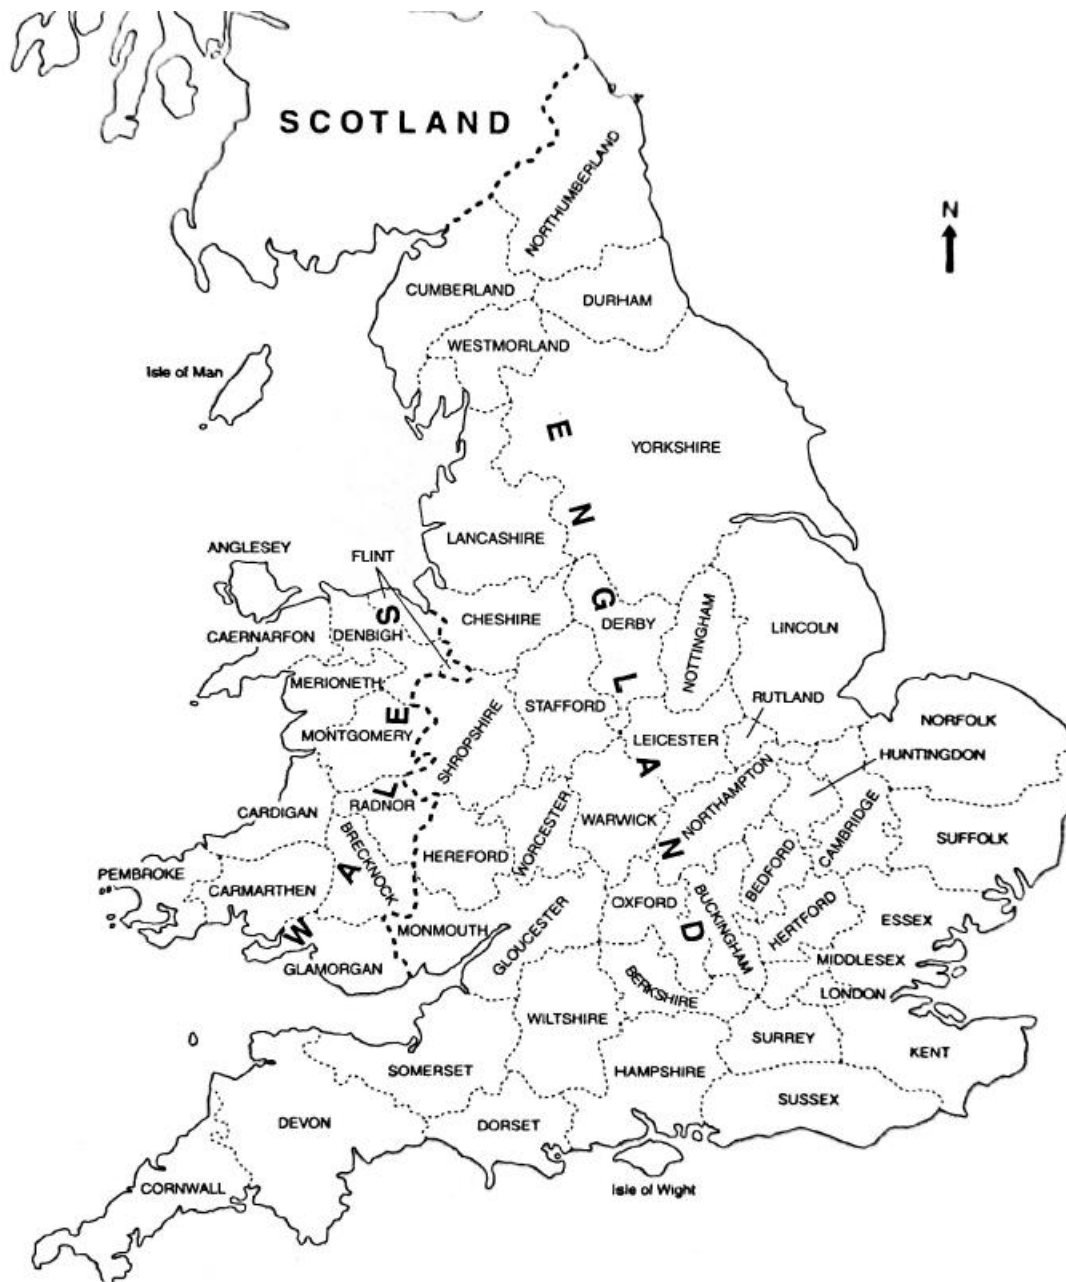 SCOTLAND
N
NORTHUMBERLAND
CUMBERLAND
DURHAM
WESTMORLAND
Isle of Man
ENGLAND
YORKSHIRE
LANCASHIRE
ANGLESEY
FLINT
CHESHIRE
DERBY
NOTTINGHAM
LINCOLN
CAERNARFON
DENBIGH
MERIONETH
RUTLAND
STAFFORD
SHROPSHIRE
NORFOLK
MONTGOMERY
LEICESTER
HUNTINGDON
WALES
RADNOR
CARDIGAN
NORTHAMPTON
WORCESTER
WARWICK
CAMBRIDGE
SUFFOLK
BRECKNOCK
HEREFORD
BEDFORD
PEMBROKE
CARMARTHEN
OXFORD
BUCKINGHAM
HERTFORD
ESSEX
MONMOUTH
GLOUCESTER
GLAMORGAN
MIDDLESEX
BERKSHIRE
LONDON
WILTSHIRE
SURREY
KENT
SOMERSET
HAMPSHIRE
SUSSEX
DEVON
DORSET
CORNWALL
Isle of Wight